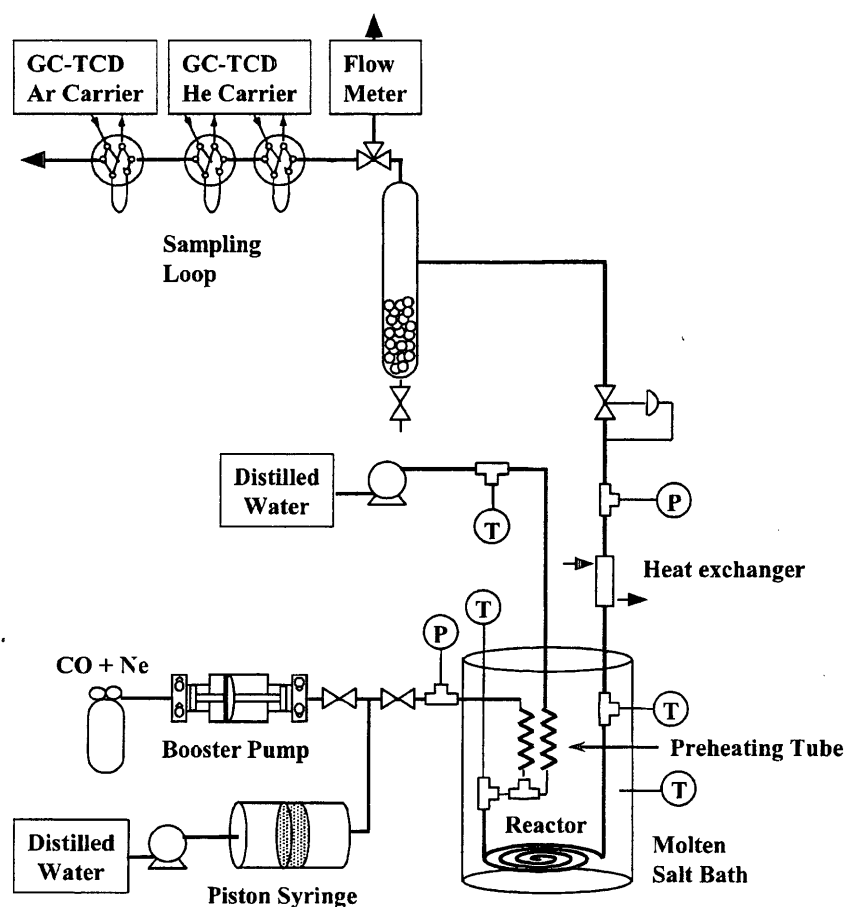 GC-TCD
Ar Carrier
GC-TCD
He Carrier
Flow
Meter
Sampling
Loop
Distilled
Water
T
P
Heat exchanger
T
P
CO + Ne
Booster Pump
T
Preheating Tube
T
Reactor
Distilled
Water
Piston Syringe
Molten
Salt Bath